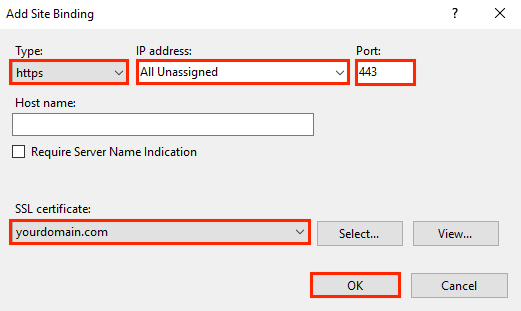 Add Site Binding
?
Type: IP address: Port:
https All Unassigned 443
Host name:
Require Server Name Indication
SSL certificate:
yourdomain.com Select... View...
OK Cancel